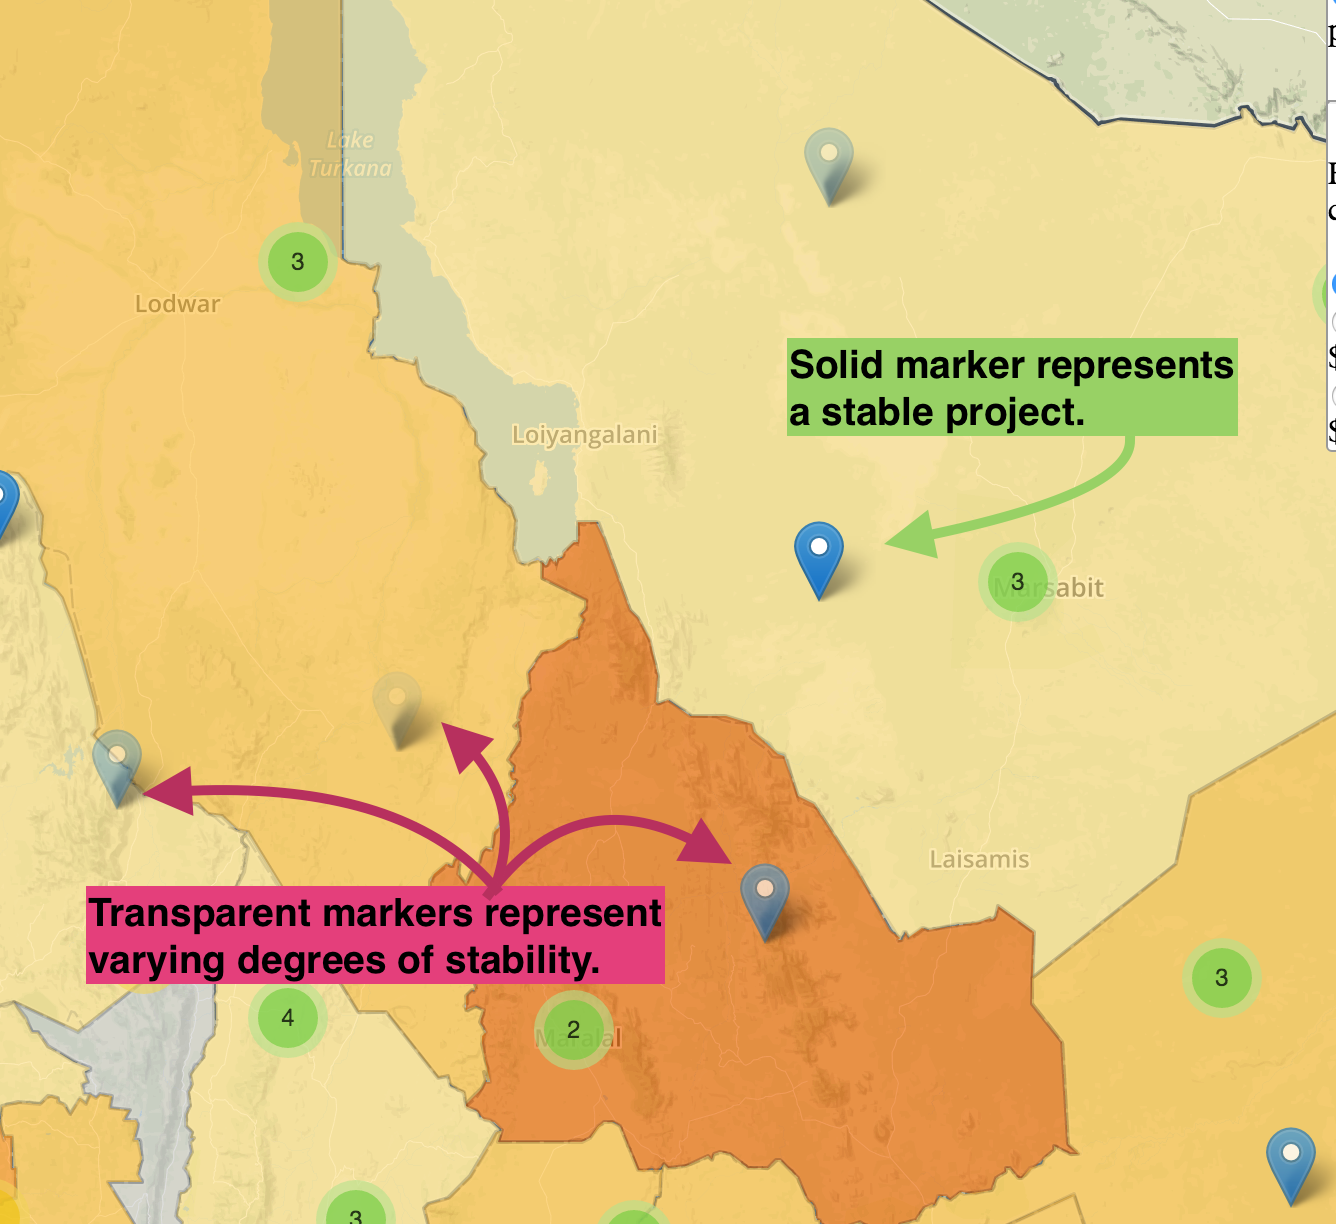 Lake
Turkana
3
Lodwar
Solid marker represents
a stable project.
Loiyangalani
3
Marsabit
Laisamis
Transparent markers represent
varying degrees of stability.
3
4
2
Maralal
3
$
$